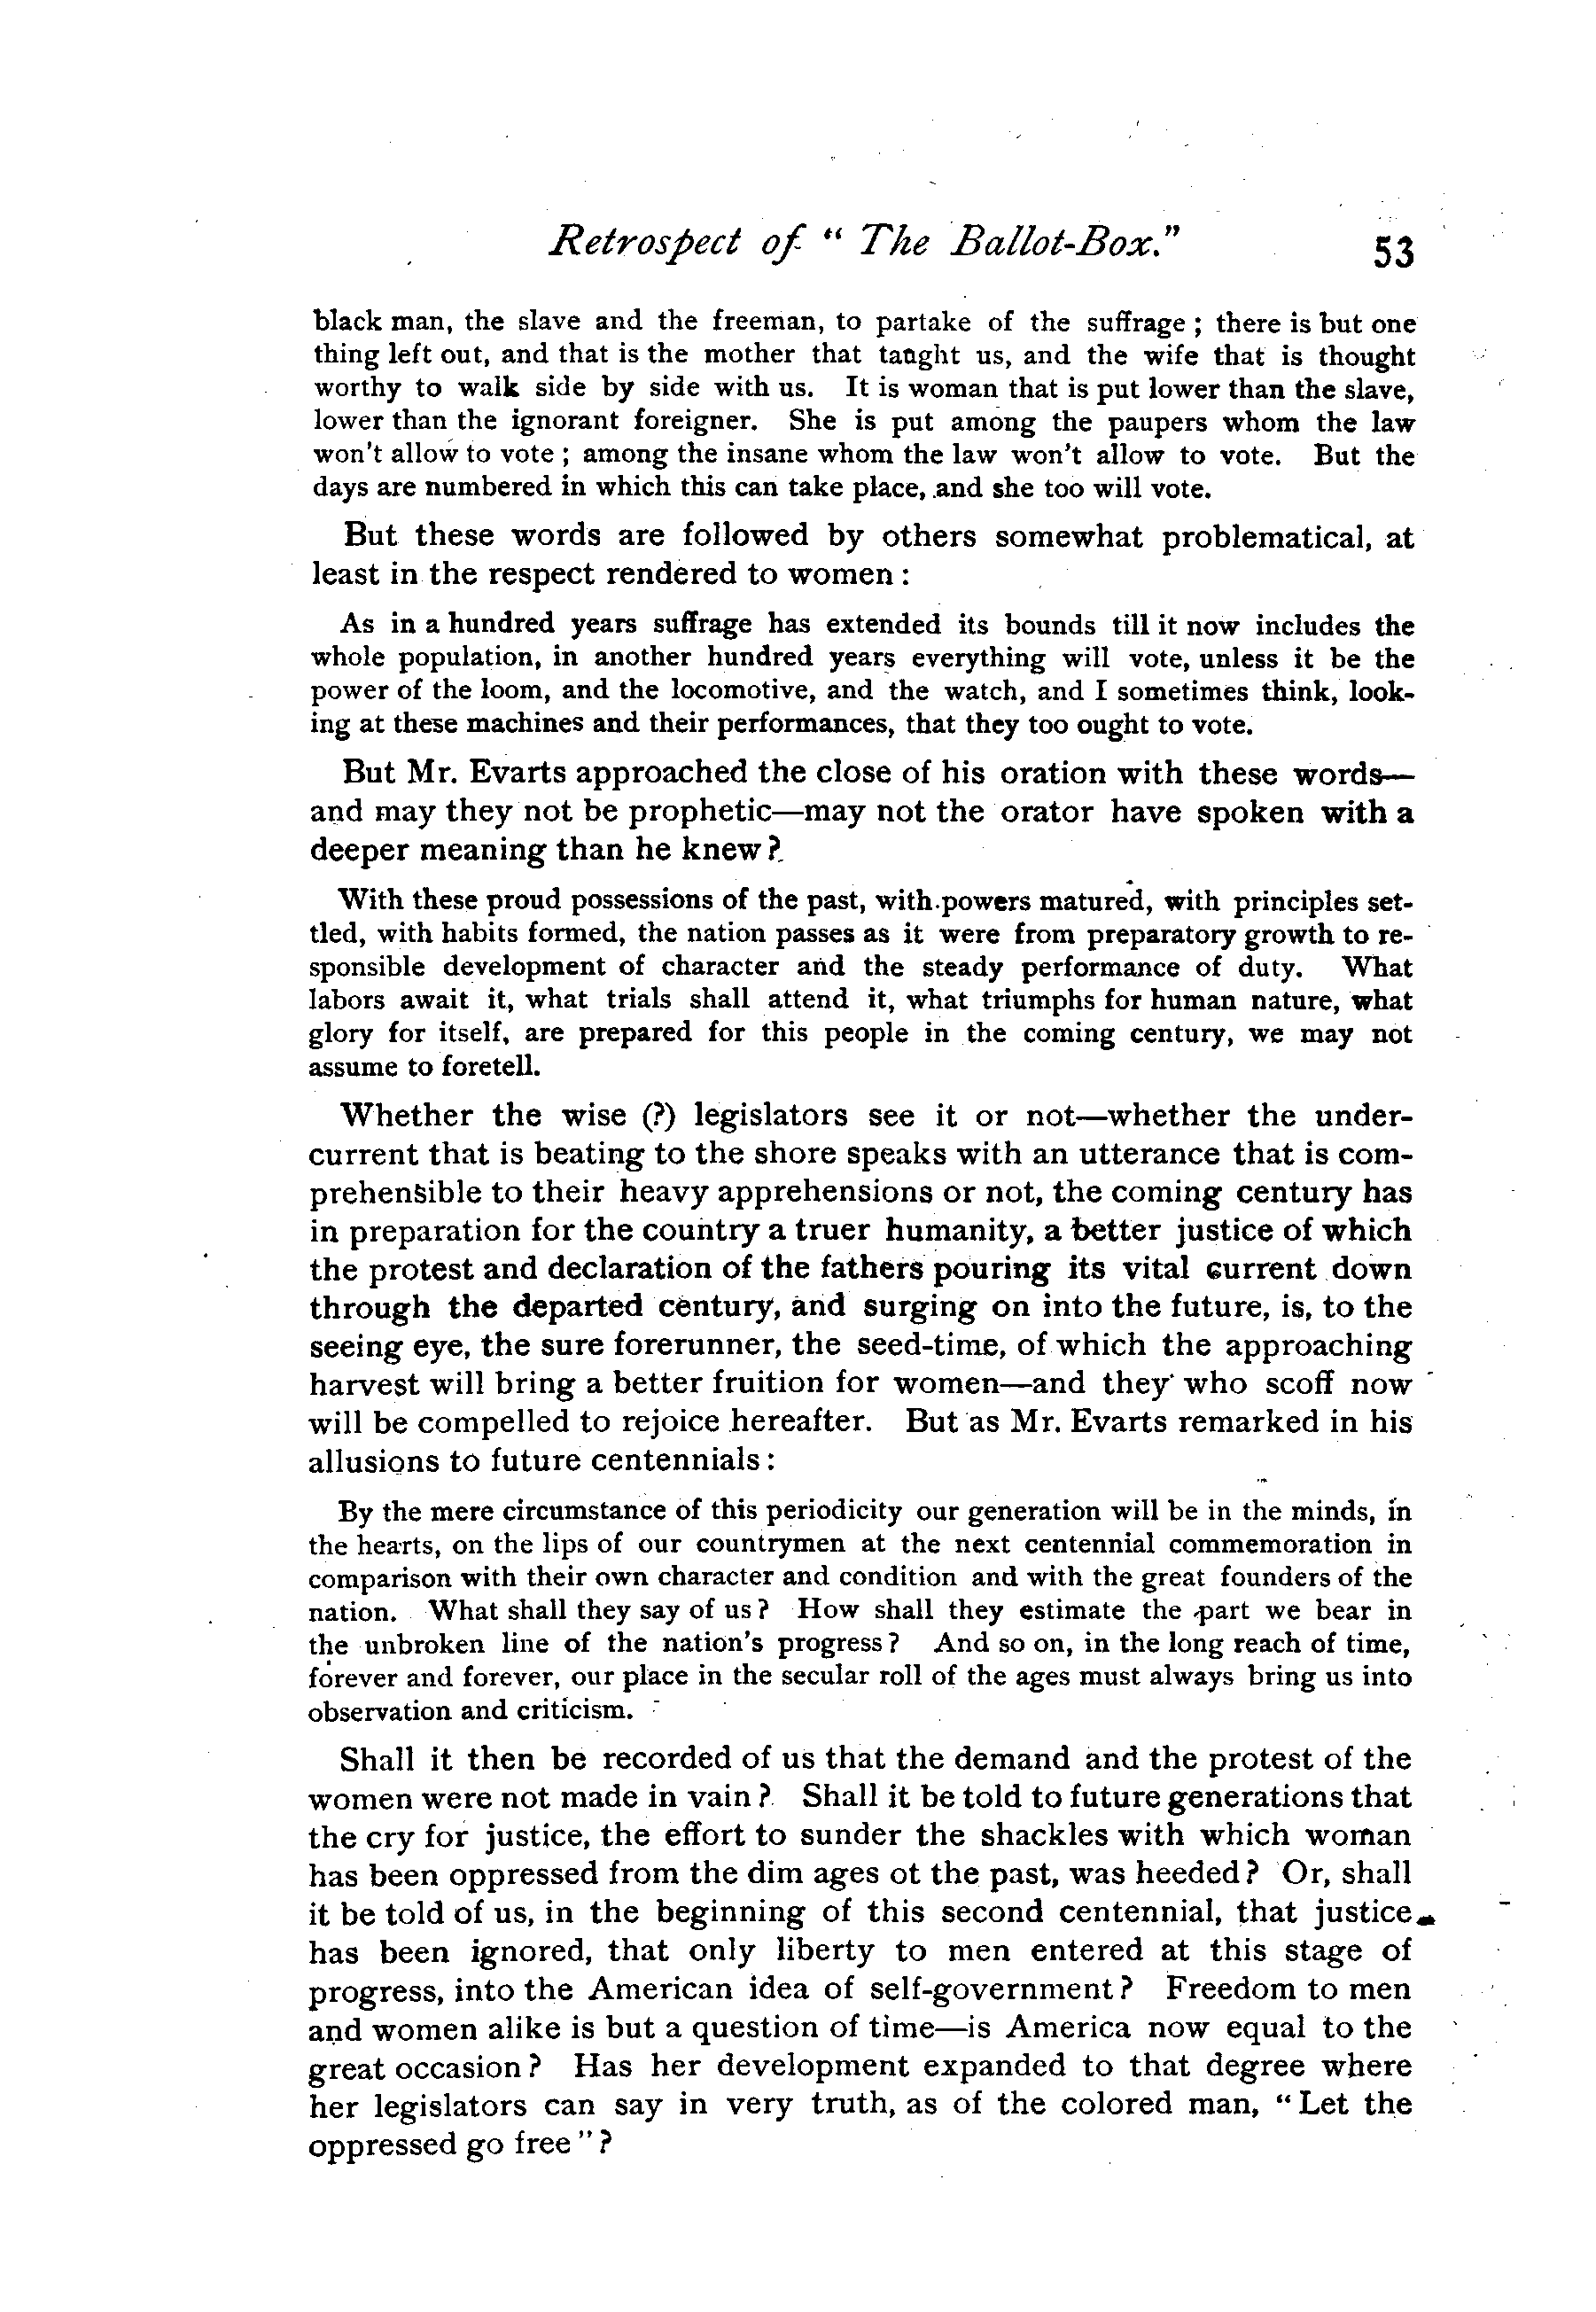 Retrospect of " The Ballot-Box." 53
black man, the slave and the freeman, to partake of the suffrage ; there is but one
thing left out, and that is the mother that taught us, and the wife that is thought
worthy to walk side by side with us. It is woman that is put lower than the slave,
lower than the ignorant foreigner. She is put among the paupers whom the law
won't allow to vote ; among the insane whom the law won't allow to vote. But the
days are numbered in which this can take place, and she too will vote.
But these words are followed by others somewhat problematical, at
least in the respect rendered to women :
As in a hundred years suffrage has extended its bounds till it now includes the
whole population, in another hundred years everything will vote, unless it be the
power of the loom, and the locomotive, and the watch, and I sometimes think, look-
ing at these machines and their performances, that they too ought to vote.
But Mr. Evarts approached the close of his oration with these words—
and may they not be prophetic—may not the orator have spoken with a
deeper meaning than he knew ?
With these proud possessions of the past, with powers matured, with principles set-
tled, with habits formed, the nation passes as it were from preparatory growth to re-
sponsible development of character and the steady performance of duty. What
labors await it, what trials shall attend it, what triumphs for human nature, what
glory for itself, are prepared for this people in the coming century, we may not
assume to foretell.
Whether the wise (?) legislators see it or not—whether the under-
current that is beating to the shore speaks with an utterance that is com-
prehensible to their heavy apprehensions or not, the coming century has
in preparation for the country a truer humanity, a better justice of which
the protest and declaration of the fathers pouring its vital current down
through the departed century, and surging on into the future, is, to the
seeing eye, the sure forerunner, the seed-time, of which the approaching
harvest will bring a better fruition for women—and they who scoff now
will be compelled to rejoice hereafter. But as Mr. Evarts remarked in his
allusions to future centennials :
By the mere circumstance of this periodicity our generation will be in the minds, in
the hearts, on the lips of our countrymen at the next centennial commemoration in
comparison with their own character and condition and with the great founders of the
nation. What shall they say of us ? How shall they estimate the part we bear in
the unbroken line of the nation's progress ? And so on, in the long reach of time,
forever and forever, our place in the secular roll of the ages must always bring us into
observation and criticism.
Shall it then be recorded of us that the demand and the protest of the
women were not made in vain ? Shall it be told to future generations that
the cry for justice, the effort to sunder the shackles with which woman
has been oppressed from the dim ages ot the past, was heeded ? Or, shall
it be told of us, in the beginning of this second centennial, that justice
has been ignored, that only liberty to men entered at this stage of
progress, into the American idea of self-government ? Freedom to men
and women alike is but a question of time—is America now equal to the
great occasion ? Has her development expanded to that degree where
her legislators can say in very truth, as of the colored man, " Let the
oppressed go free " ?